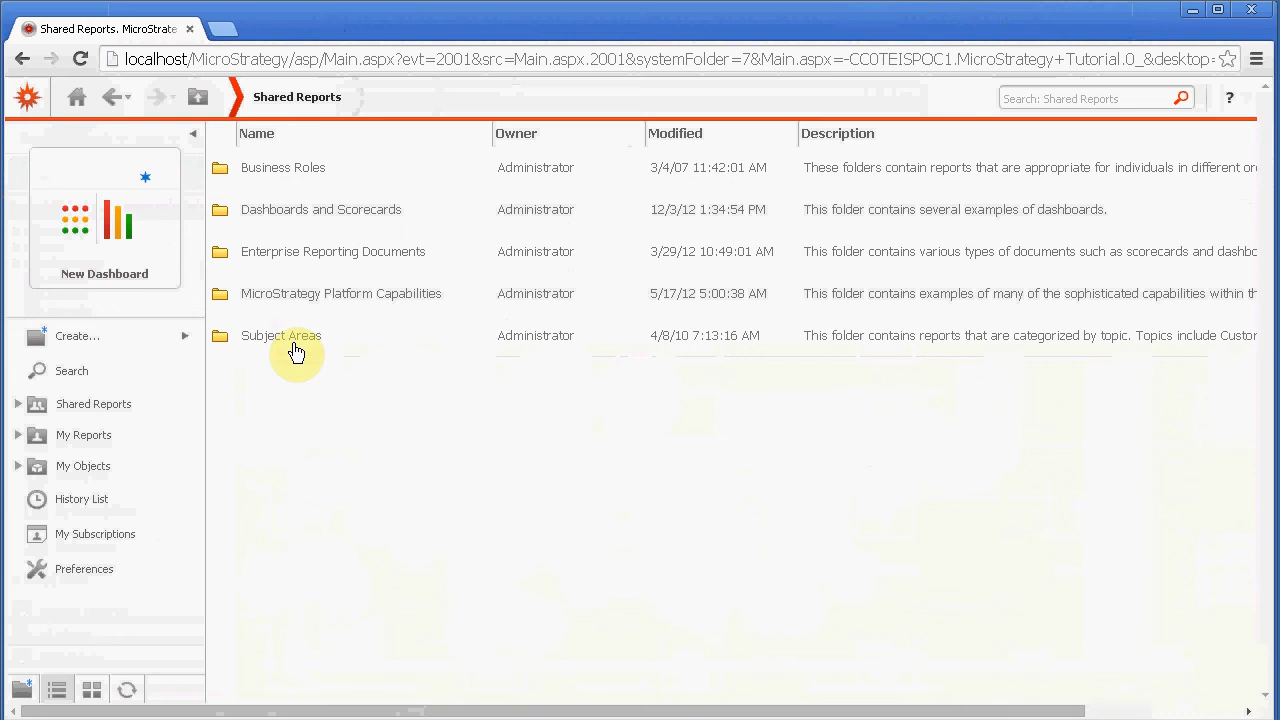 Shared Reports. MicroStrate
localhost/MicroStrategy/asp/Main.aspx?evt=2001&src=Main.aspx.2001&systemFolder=7&Main.aspx=-CC0TEISPOC1.MicroStrategy+Tutorial.0_&desktop-
Shared Reports
Search: Shared Reports
?
Name Owner Modified Description
Business Roles Administrator 3/4/07 11:42:01 AM These folders contain reports that are appropriate for individuals in different or
Dashboards and Scorecards Administrator 12/3/12 1:34:54 PM This folder contains several examples of dashboards.
Enterprise Reporting Documents Administrator 3/29/12 10:49:01 AM This folder contains various types of documents such as scorecards and dashbo
MicroStrategy Platform Capabilities Administrator 5/17/12 5:00:38 AM This folder contains examples of many of the sophisticated capabilities within th
Subject Areas Administrator 4/8/10 7:13:16 AM This folder contains reports that are categorized by topic. Topics include Custor
New Dashboard
Create...
Search
Shared Reports
My Reports
My Objects
History List
My Subscriptions
Preferences